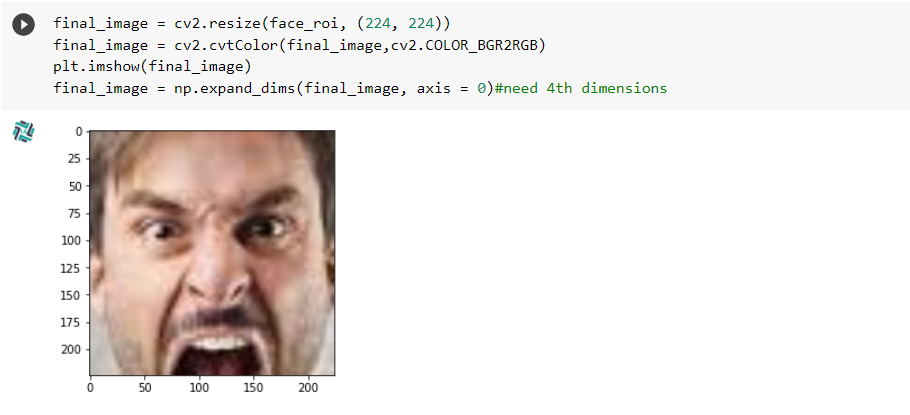 final_image = cv2.resize(face_roi, (224, 224))
final_image = cv2.cvtColor(final_image,cv2.COLOR_BGR2RGB)
plt.imshow(final_image)
final_image = np.expand_dims(final_image, axis = 0)#need 4th dimensions
0
25
50
75
100
125
150
175
200
0 50 100 150 200